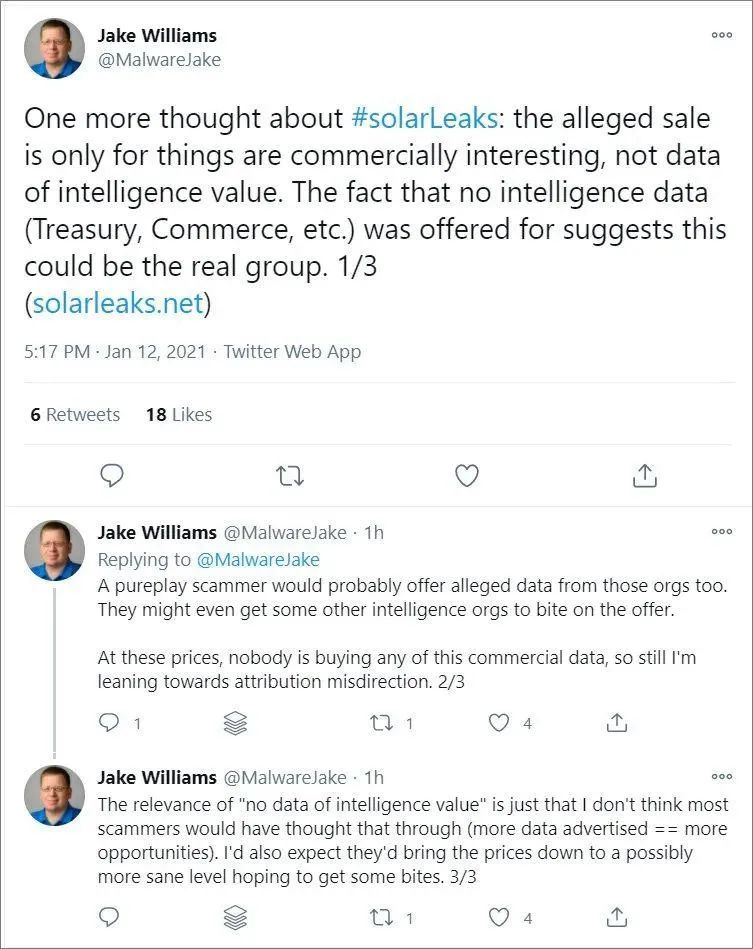 Jake Williams
@MalwareJake
One more thought about #solarLeaks: the alleged sale
is only for things are commercially interesting, not data
of intelligence value. The fact that no intelligence data
(Treasury, Commerce, etc.) was offered for suggests this
could be the real group. 1/3
(solarleaks.net)
5:17 PM · Jan 12, 2021 · Twitter Web App
6 Retweets 18 Likes
Jake Williams @MalwareJake · 1h
Replying to @MalwareJake
A pureplay scammer would probably offer alleged data from those orgs too.
They might even get some other intelligence orgs to bite on the offer.
At these prices, nobody is buying any of this commercial data, so still I'm
leaning towards attribution misdirection. 2/3
1 1 4
Jake Williams @MalwareJake · 1h
The relevance of "no data of intelligence value" is just that I don't think most
scammers would have thought that through (more data advertised == more
opportunities). I'd also expect they'd bring the prices down to a possibly
more sane level hoping to get some bites. 3/3
1 4